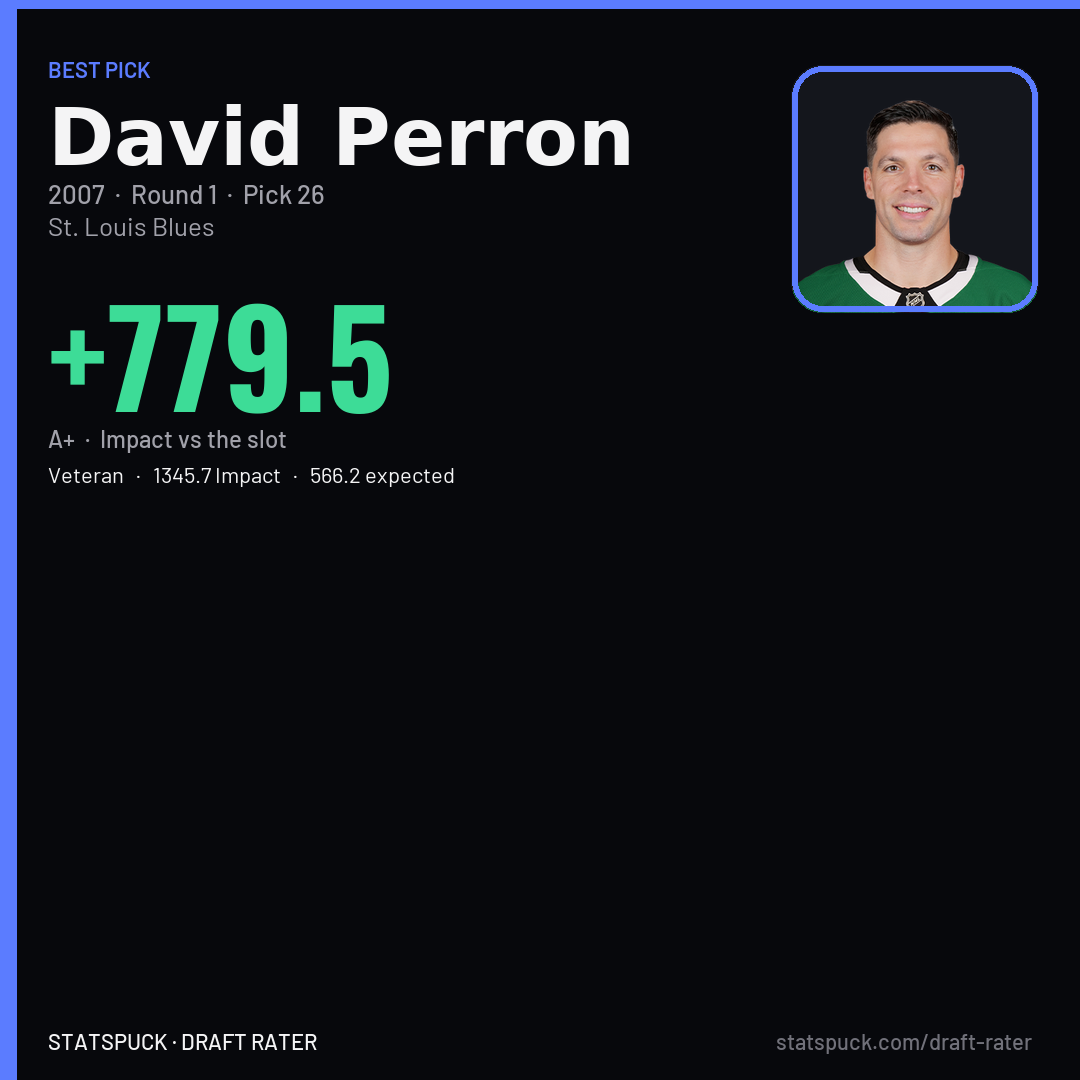 BEST PICK
David Perron
2007 · Round 1 · Pick 26
St. Louis Blues
+779.5
A+ · Impact vs the slot
Veteran · 1345.7 Impact · 566.2 expected
STATSPUCK · DRAFT RATER
statspuck.com/draft-rater